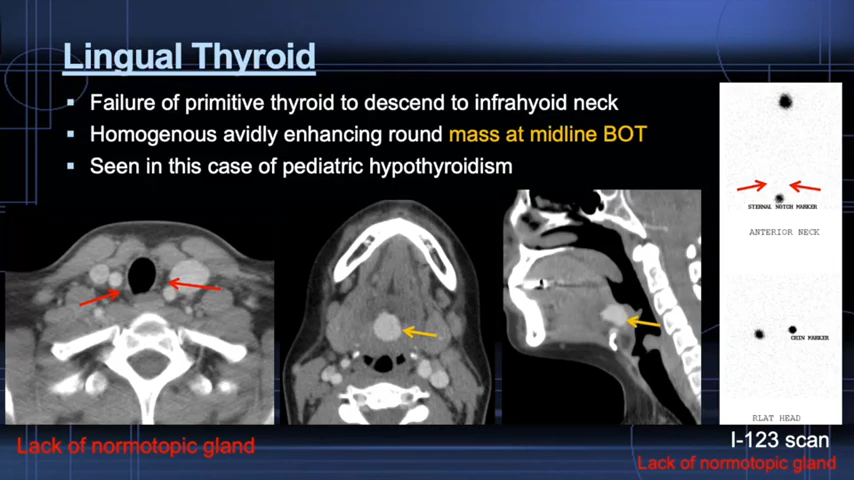 Lingual Thyroid
Failure of primitive thyroid to descend to infrahyoid neck
Homogenous avidly enhancing round mass at midline BOT
Seen in this case of pediatric hypothyroidism
STERNAL NOTCH MARKER
ANTERIOR NECK
CHIN MARKER
RLAT HEAD
Lack of normotopic gland
I-123 scan
Lack of normotopic gland